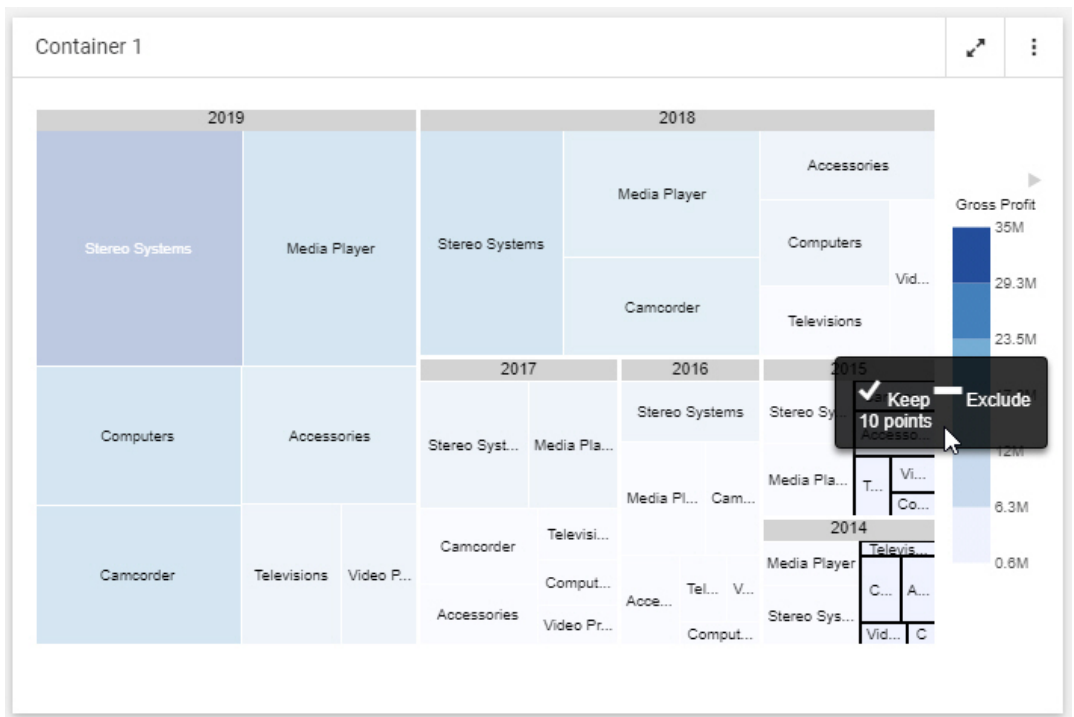 Container 1
2019
2018
Stereo Systems
Media Player
Computers
Accessories
Camcorder
Televisions
Video P...
Stereo Systems
Media Player
Camcorder
Accessories
Computers
Vid...
Televisions
2017
Stereo Syst...
Media Pla...
Camcorder
Televisi...
Comput...
Accessories
Video Pr...
2016
Stereo Systems
Media Pl...
Cam...
Acce...
Tel...
V...
Comput...
2015
Stereo Sy...
Accesso...
Media Pla...
T...
Vi...
Co...
2014
Media Player
Televis...
C...
A...
Stereo Sys...
Vid...
C
Keep
Exclude
10 points
Gross Profit
35M
29.3M
23.5M
12M
6.3M
0.6M